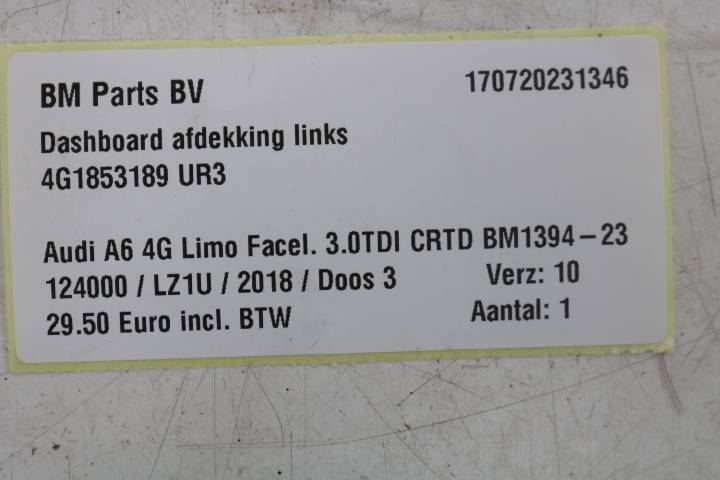 BM Parts BV 170720231346
Dashboard afdekking links
4G1853189 UR3
Audi A6 4G Limo Facel. 3.0TDI CRTD BM1394-23
124000 / LZ1U / 2018 / Doos 3 Verz: 10
29.50 Euro incl. BTW Aantal: 1